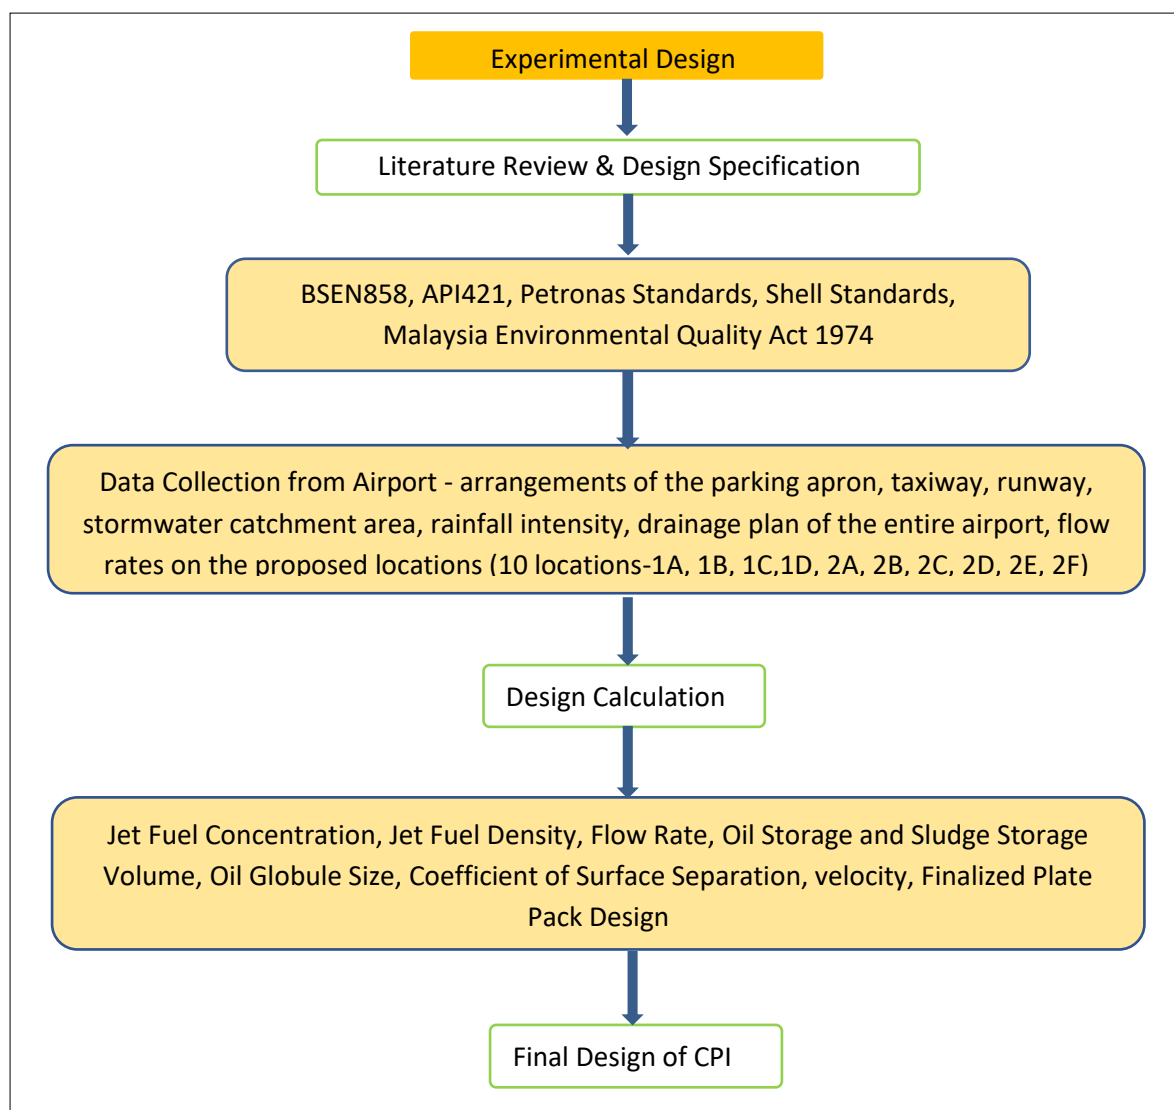 Experimental Design
Literature Review & Design Specification
BSEN858, API421, Petronas Standards, Shell Standards,
Malaysia Environmental Quality Act 1974
Data Collection from Airport - arrangements of the parking apron, taxiway, runway,
stormwater catchment area, rainfall intensity, drainage plan of the entire airport, flow
rates on the proposed locations (10 locations-1A, 1B, 1C,1D, 2A, 2B, 2C, 2D, 2E, 2F)
Design Calculation
Jet Fuel Concentration, Jet Fuel Density, Flow Rate, Oil Storage and Sludge Storage
Volume, Oil Globule Size, Coefficient of Surface Separation, velocity, Finalized Plate
Pack Design
Final Design of CPI